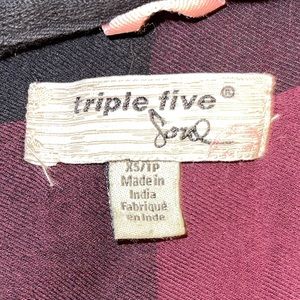 triple five®
Soul
XS/TP
Made in
India
Fabriqué
en Inde